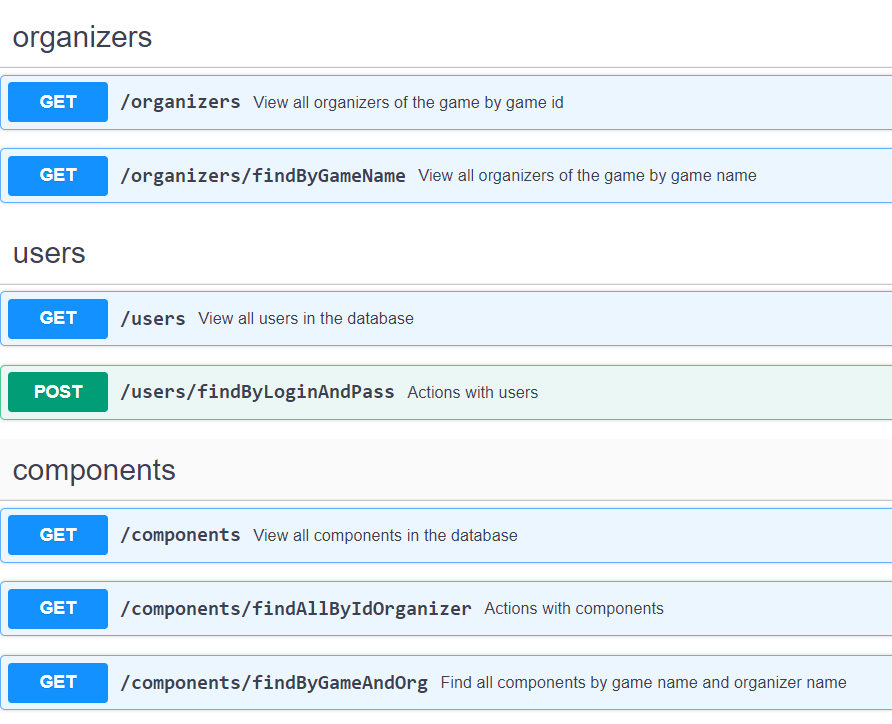 organizers
GET /organizers View all organizers of the game by game id
GET /organizers/findByGameName View all organizers of the game by game name
users
GET /users View all users in the database
POST /users/findByLoginAndPass Actions with users
components
GET /components View all components in the database
GET /components/findAllByIdOrganizer Actions with components
GET /components/findByGameAndOrg Find all components by game name and organizer name